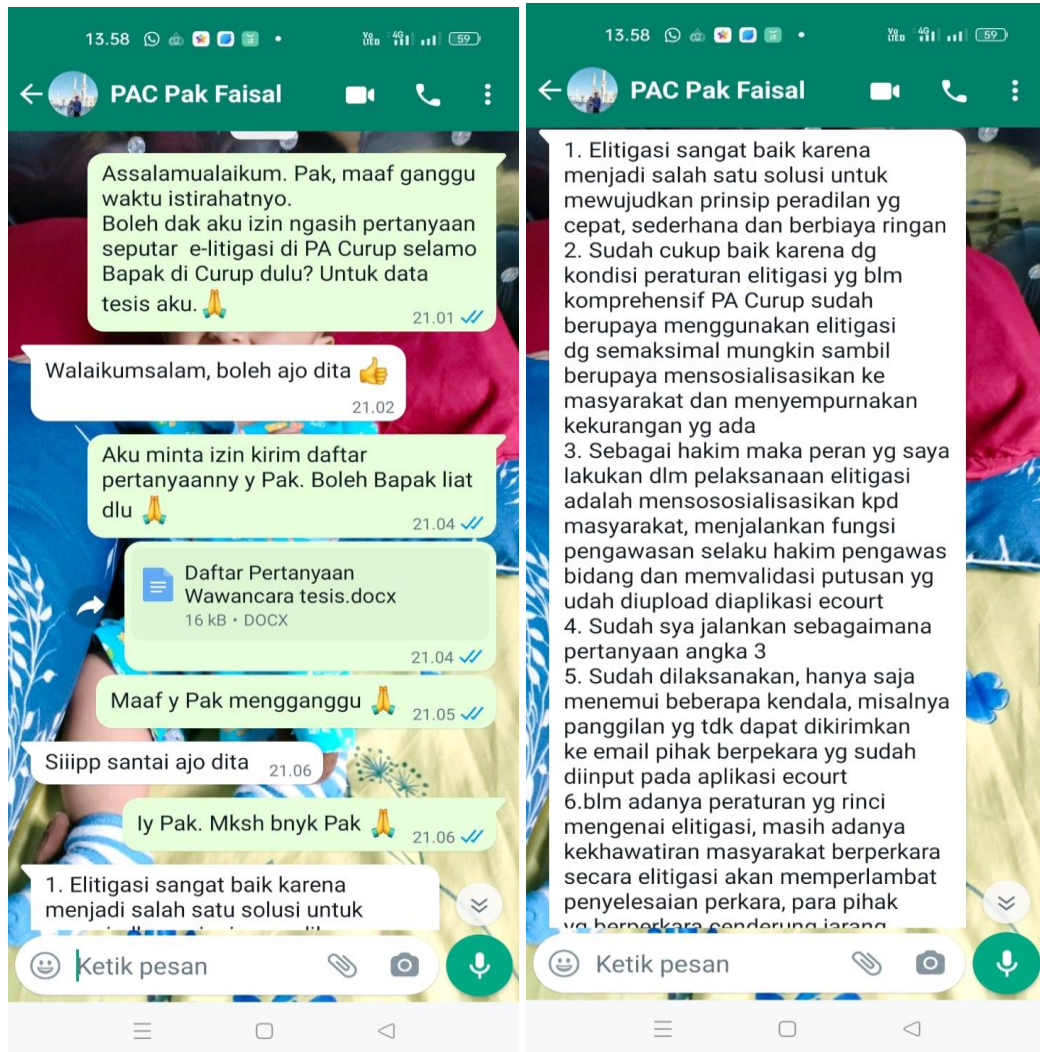 13.58
59
PAC Pak Faisal
Assalamualaikum. Pak, maaf ganggu
waktu istirahatnyo.
Boleh dak aku izin ngasih pertanyaan
seputar e-litigasi di PA Curup selamo
Bapak di Curup dulu? Untuk data
tesis aku.
21.01
Walaikumsalam, boleh ajo dita
21.02
Aku minta izin kirim daftar
pertanyaanny y Pak. Boleh Bapak liat
dlu
21.04
Daftar Pertanyaan
Wawancara tesis.docx
16 kB • DOCX
21.04
Maaf y Pak mengganggu
21.05
Siiipp santai ajo dita
21.06
Iy Pak. Mksh bnyk Pak
21.06
1. Elitigasi sangat baik karena
menjadi salah satu solusi untuk
Ketik pesan
13.58
59
PAC Pak Faisal
1. Elitigasi sangat baik karena
menjadi salah satu solusi untuk
mewujudkan prinsip peradilan yg
cepat, sederhana dan berbiaya ringan
2. Sudah cukup baik karena dg
kondisi peraturan elitigasi yg blm
komprehensif PA Curup sudah
berupaya menggunakan elitigasi
dg semaksimal mungkin sambil
berupaya mensosialisasikan ke
masyarakat dan menyempurnakan
kekurangan yg ada
3. Sebagai hakim maka peran yg saya
lakukan dlm pelaksanaan elitigasi
adalah mensososialisasikan kpd
masyarakat, menjalankan fungsi
pengawasan selaku hakim pengawas
bidang dan memvalidasi putusan yg
udah diupload diaplikasi ecourt
4. Sudah sya jalankan sebagaimana
pertanyaan angka 3
5. Sudah dilaksanakan, hanya saja
menemui beberapa kendala, misalnya
panggilan yg tdk dapat dikirimkan
ke email pihak berpekara yg sudah
diinput pada aplikasi ecourt
6.blm adanya peraturan yg rinci
mengenai elitigasi, masih adanya
kekhawatiran masyarakat berperkara
secara elitigasi akan memperlambat
penyelesaian perkara, para pihak
yg berperkara cenderung jarang
Ketik pesan